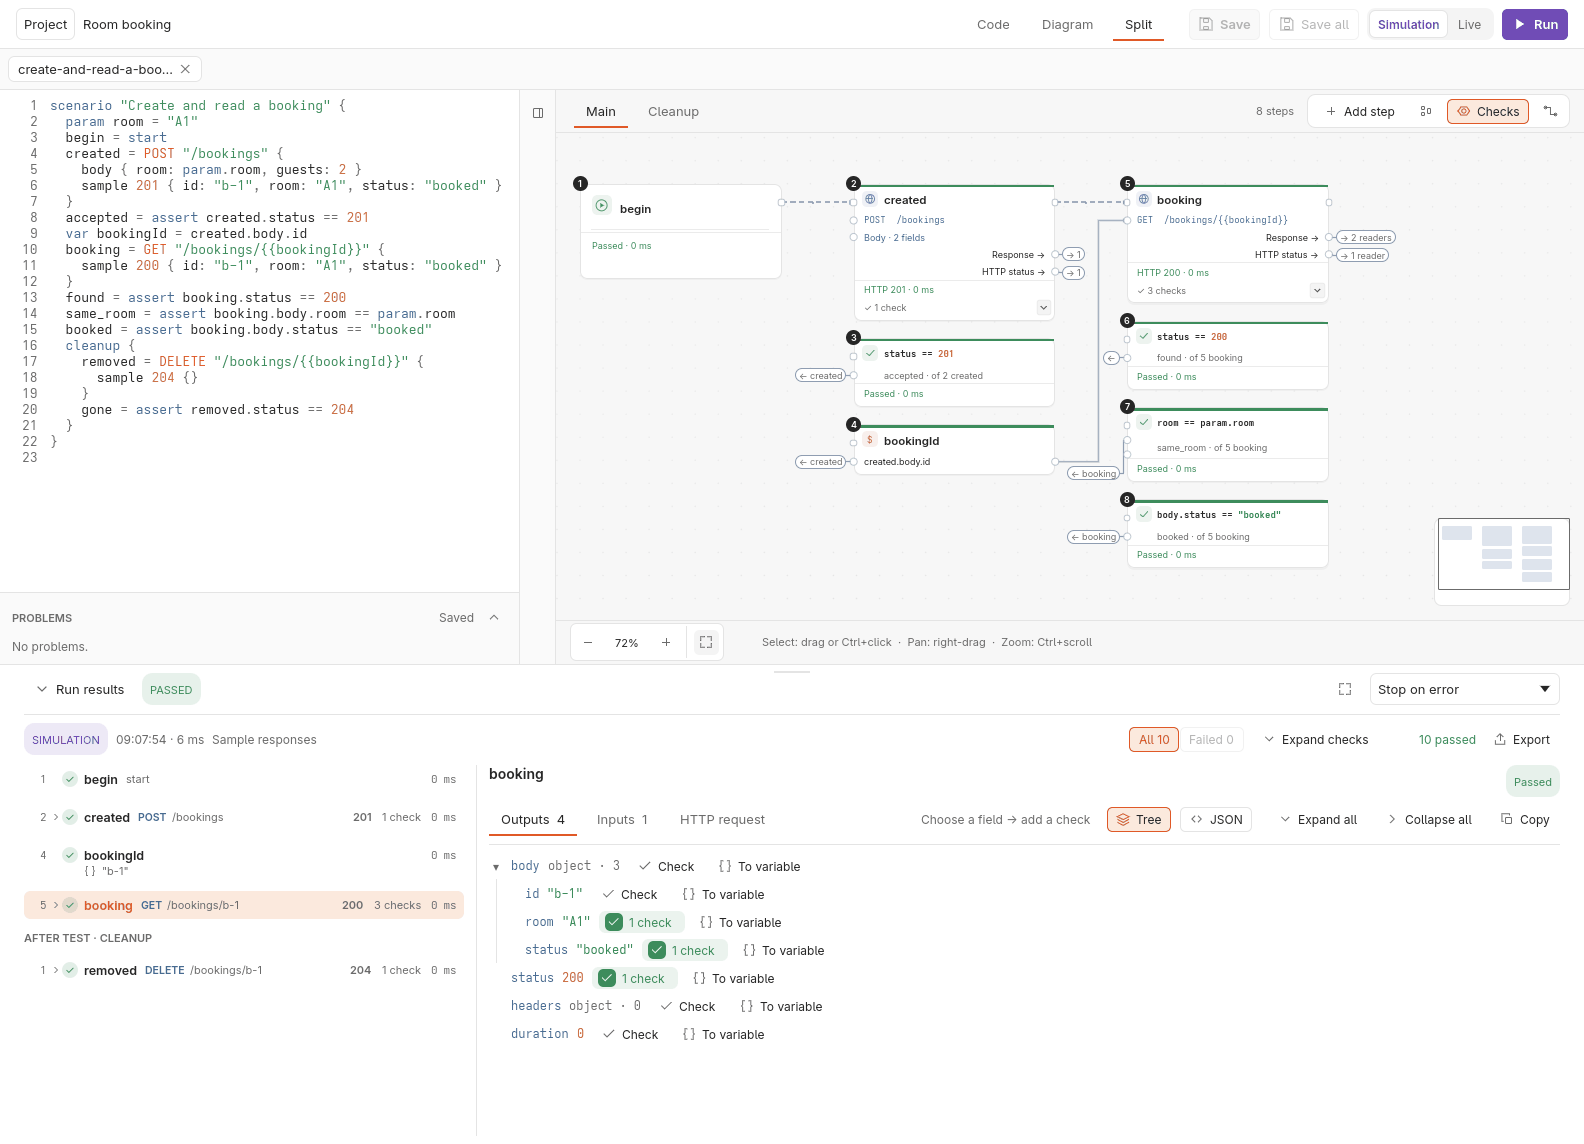 Project Room booking
Code Diagram Split Save Save all Simulation Live Run
create-and-read-a-boo...
1 scenario "Create and read a booking" {
2 param room = "A1"
3 begin = start
4 created = POST "/bookings" {
5 body { room: param.room, guests: 2 }
6 sample 201 { id: "b-1", room: "A1", status: "booked" }
7 }
8 accepted = assert created.status == 201
9 var bookingId = created.body.id
10 booking = GET "/bookings/{{bookingId}}" {
11 sample 200 { id: "b-1", room: "A1", status: "booked" }
12 }
13 found = assert booking.status == 200
14 same_room = assert booking.body.room == param.room
15 booked = assert booking.body.status == "booked"
16 cleanup {
17 removed = DELETE "/bookings/{{bookingId}}" {
18 sample 204 {}
19 }
20 gone = assert removed.status == 204
21 }
22 }
23
PROBLEMS Saved
No problems.
Main Cleanup 8 steps Add step Checks
1
begin
Passed · 0 ms
2
created
POST /bookings
Body · 2 fields
Response → → 1
HTTP status → → 1
HTTP 201 · 0 ms
✓ 1 check
3
status == 201
← created accepted · of 2 created
Passed · 0 ms
4
$ bookingId
← created created.body.id
5
booking
GET /bookings/{{bookingId}}
Response → → 2 readers
HTTP status → → 1 reader
HTTP 200 · 0 ms
✓ 3 checks
6
status == 200
← found · of 5 booking
Passed · 0 ms
7
room == param.room
same_room · of 5 booking
← booking Passed · 0 ms
8
body.status == "booked"
← booking booked · of 5 booking
Passed · 0 ms
− 72% + Select: drag or Ctrl+click · Pan: right-drag · Zoom: Ctrl+scroll
Run results PASSED Stop on error
SIMULATION 09:07:54 · 6 ms Sample responses All 10 Failed 0 Expand checks 10 passed Export
1 begin start 0 ms
2 created POST /bookings 201 1 check 0 ms
4 bookingId 0 ms
{} "b-1"
5 booking GET /bookings/b-1 200 3 checks 0 ms
AFTER TEST · CLEANUP
1 removed DELETE /bookings/b-1 204 1 check 0 ms
booking Passed
Outputs 4 Inputs 1 HTTP request Choose a field → add a check Tree JSON Expand all Collapse all Copy
body object · 3 Check {} To variable
id "b-1" Check {} To variable
room "A1" 1 check {} To variable
status "booked" 1 check {} To variable
status 200 1 check {} To variable
headers object · 0 Check {} To variable
duration 0 Check {} To variable